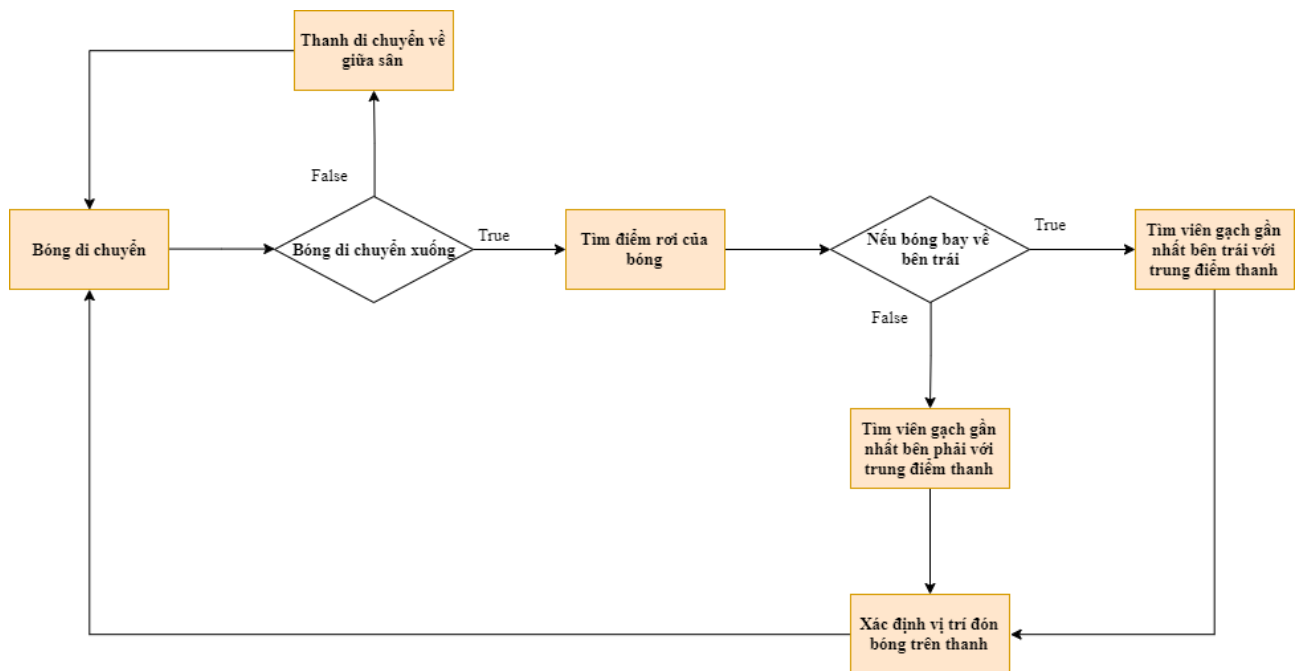 Thanh di chuyển về
giữa sân
False
Bóng di chuyển
Bóng di chuyển xuống
True
Tìm điểm rơi của
bóng
Nếu bóng bay về
bên trái
True
Tìm viên gạch gần
nhất bên trái với
trung điểm thanh
False
Tìm viên gạch gần
nhất bên phải với
trung điểm thanh
Xác định vị trí đón
bóng trên thanh